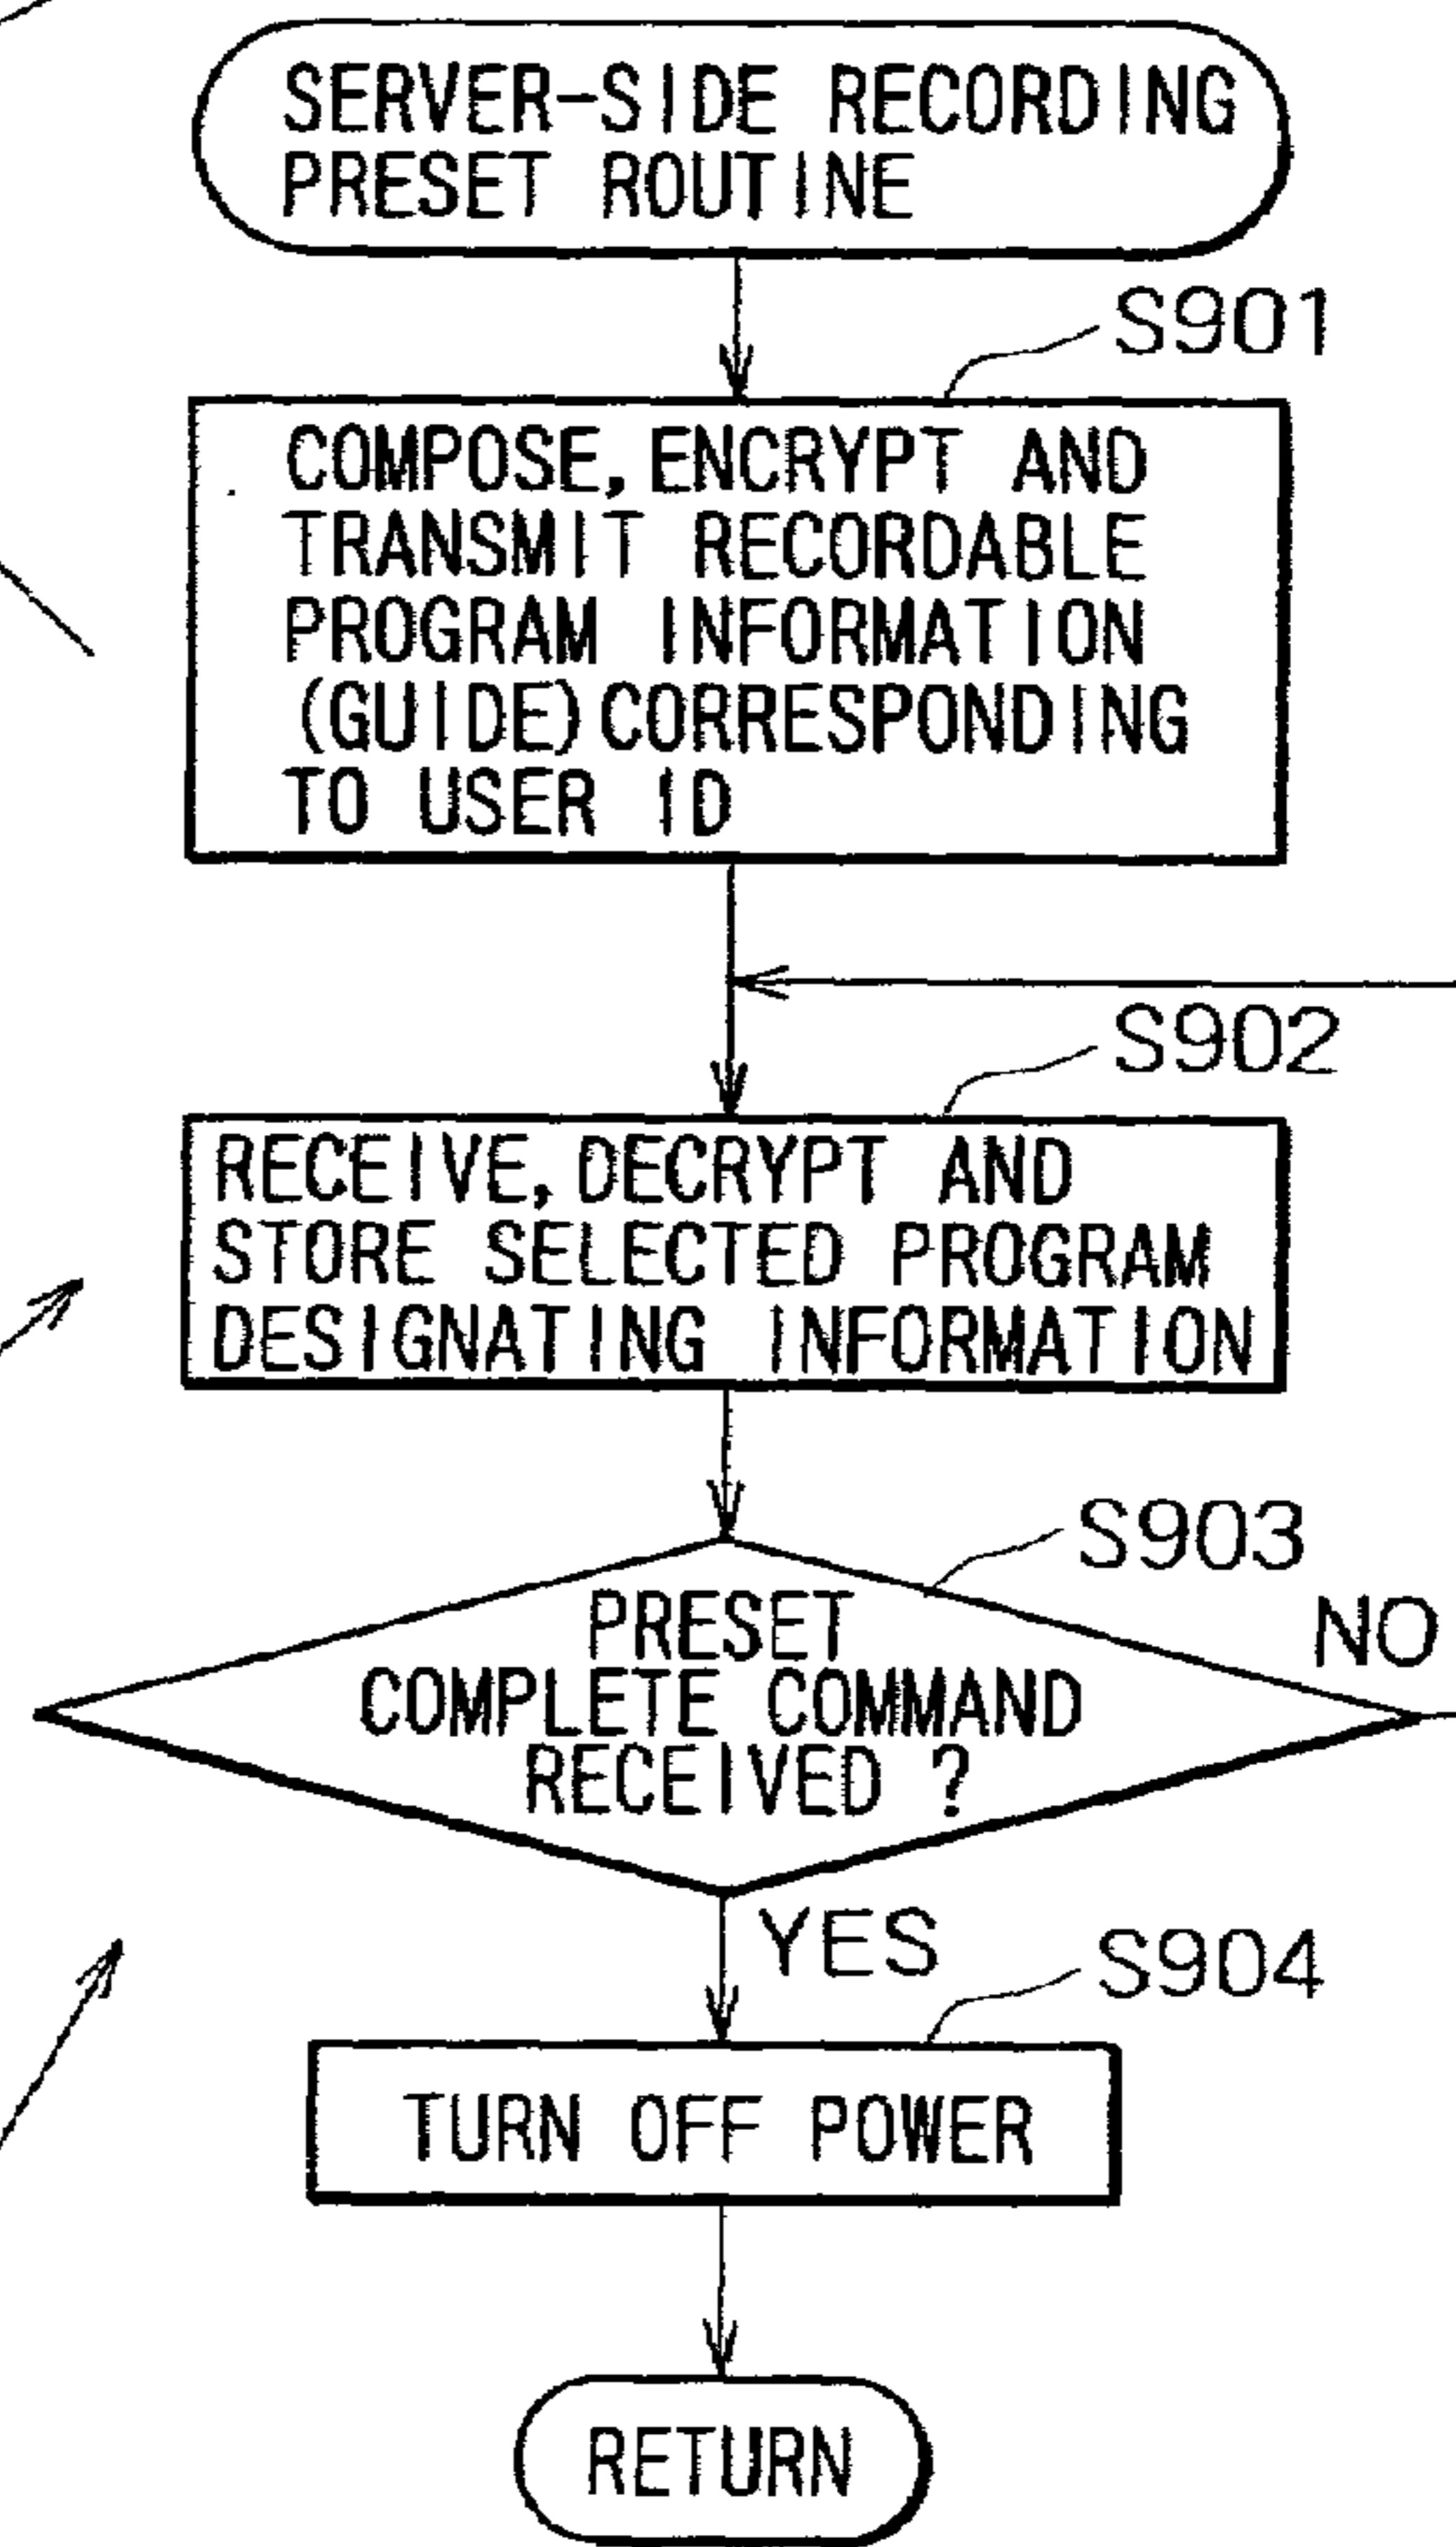 SERVER-SIDE RECORDING
PRESET ROUTINE
S901
COMPOSE, ENCRYPT AND
TRANSMIT RECORDABLE
PROGRAM INFORMATION
(GUIDE) CORRESPONDING
TO USER ID
S902
RECEIVE, DECRYPT AND
STORE SELECTED PROGRAM
DESIGNATING INFORMATION
S903
PRESET
COMPLETE COMMAND
RECEIVED ?
NO
YES
S904
TURN OFF POWER
RETURN